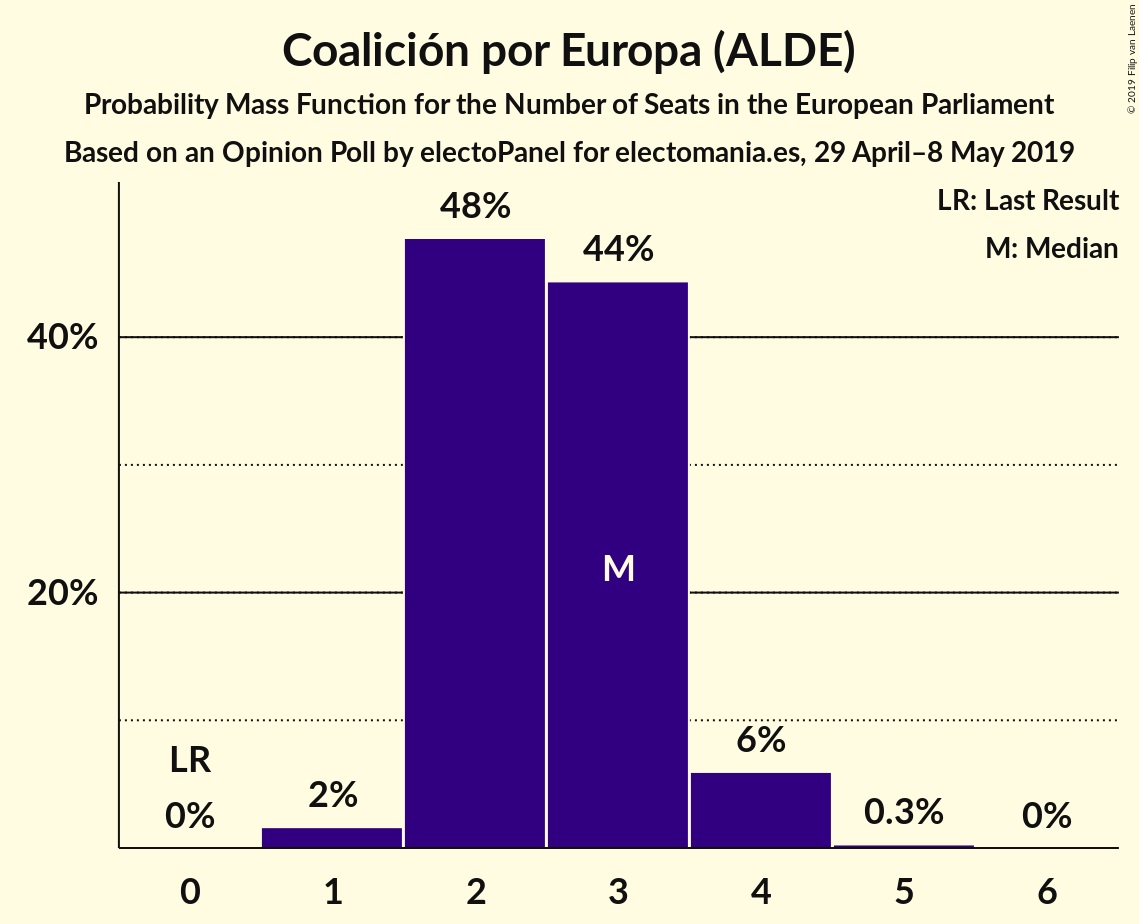 Coalición por Europa (ALDE)
Probability Mass Function for the Number of Seats in the European Parliament
Based on an Opinion Poll by electoPanel for electomania.es, 29 April–8 May 2019
© 2019 Filip van Laenen
LR: Last Result
M: Median
48%
44%
40%
M
20%
LR
0%
2%
6%
0.3%
0%
0 1 2 3 4 5 6